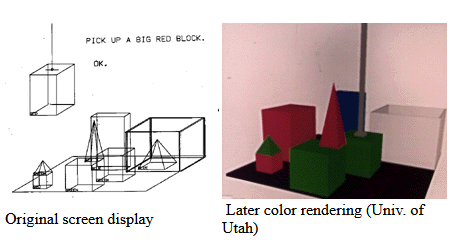 PICK UP A BIG RED BLOCK.
OK.
Original screen display
Later color rendering (Univ. of
Utah)